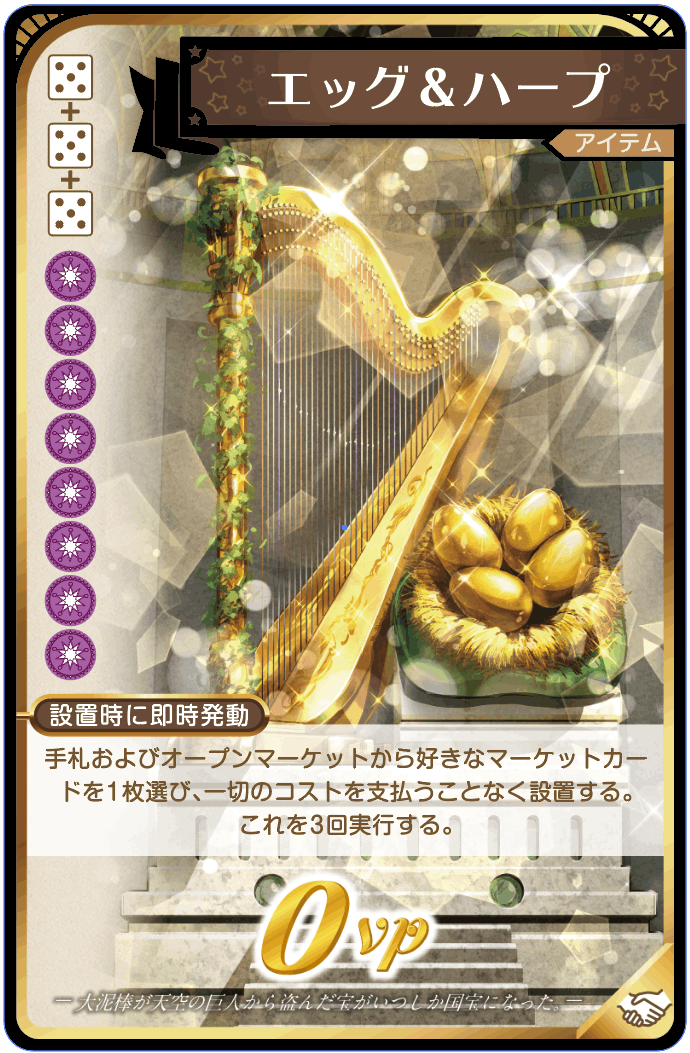 エッグ&ハープ
アイテム
+
+
設置時に即時発動
手札およびオープンマーケットから好きなマーケットカー
ドを1枚選び、一切のコストを支払うことなく設置する。
これを3回実行する。
0vp
— 大泥棒が天空の巨人から盗んだ宝がいつしか国宝になった。—